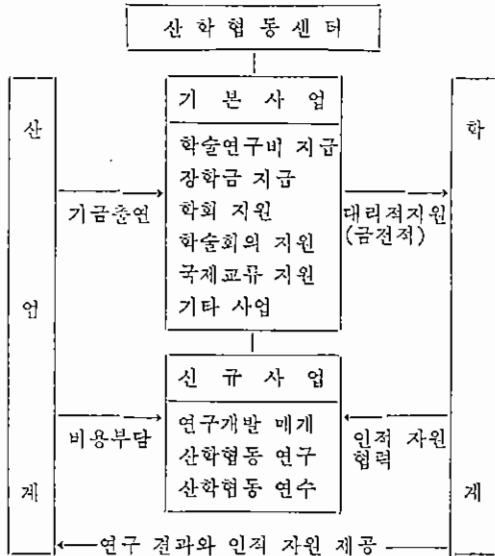 산 학 협 동 센 터
기 본 사 업
학술연구비 지급
장학금 지급
학회 지원
학술회의 지원
국제교류 지원
기타 사업
산 업 계
기금출연
대리적지원
(금전적)
학 계
신 규 사 업
연구개발 매개
산학협동 연구
산학협동 연수
비용부담
인적 자원
협력
연구 결과와 인적 자원 제공